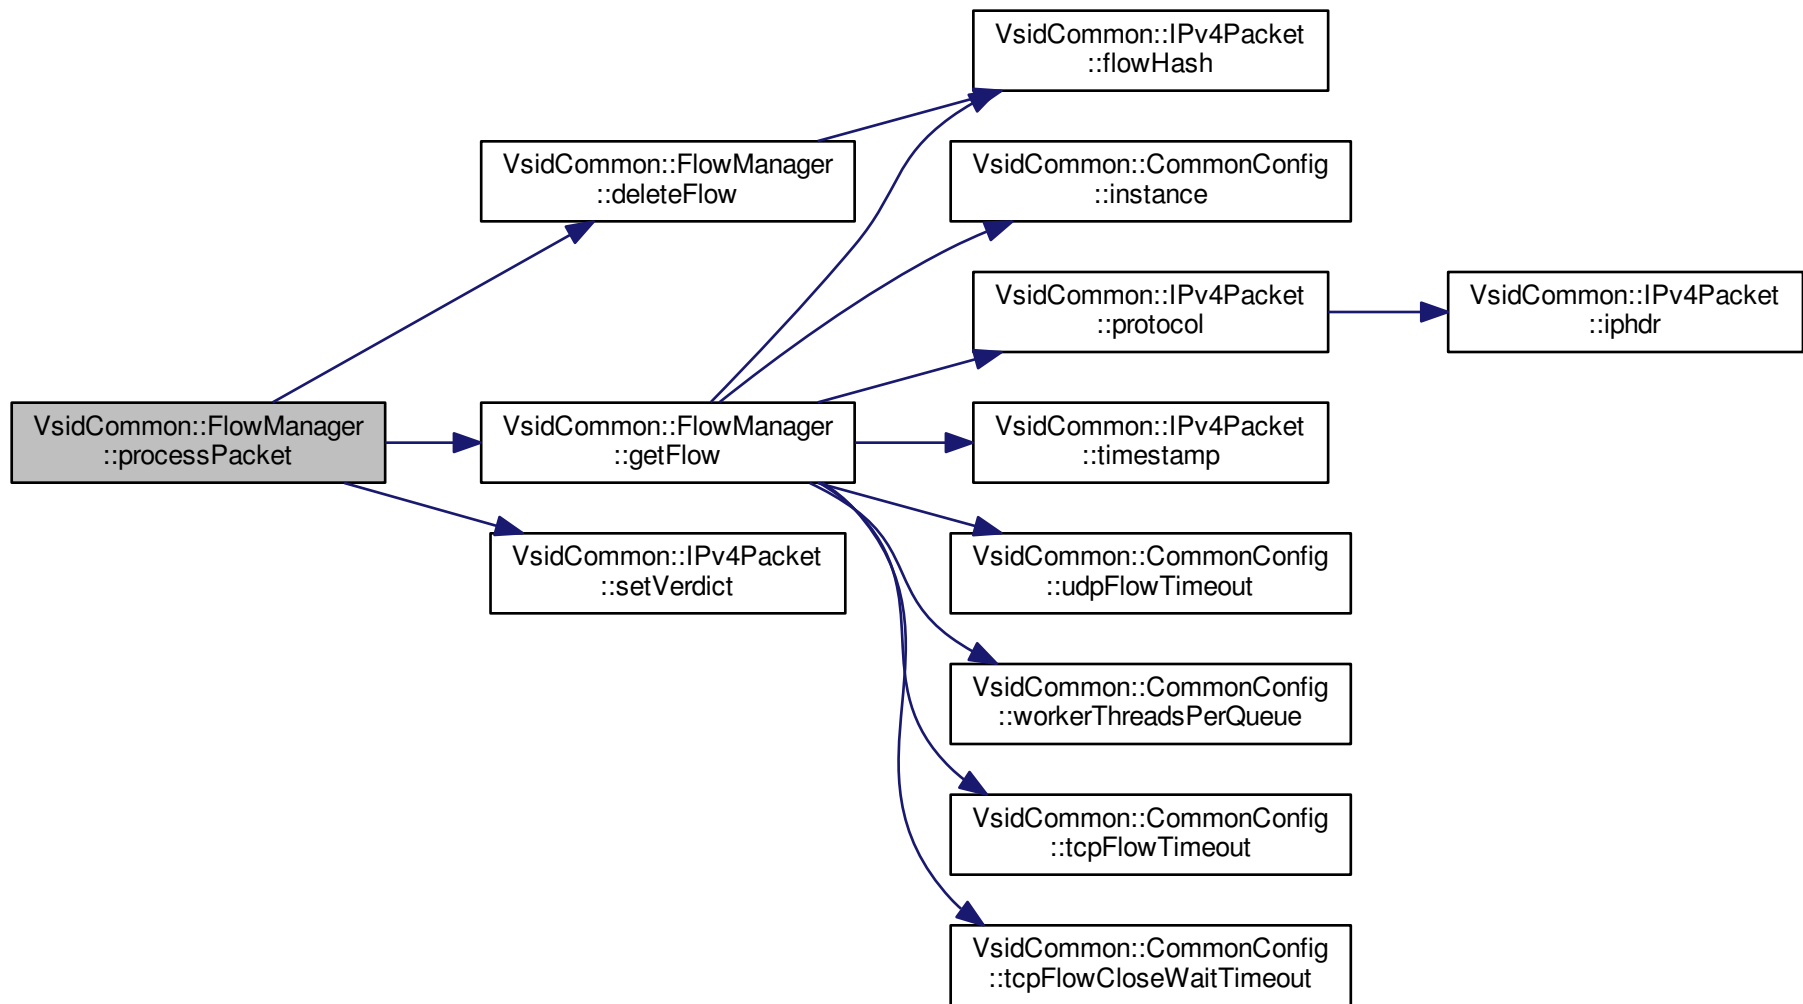 VsidCommon::IPv4Packet
::flowHash
VsidCommon::FlowManager
::deleteFlow
VsidCommon::CommonConfig
::instance
VsidCommon::IPv4Packet
::protocol
VsidCommon::IPv4Packet
::iphdr
VsidCommon::FlowManager
::processPacket
VsidCommon::FlowManager
::getFlow
VsidCommon::IPv4Packet
::timestamp
VsidCommon::IPv4Packet
::setVerdict
VsidCommon::CommonConfig
::udpFlowTimeout
VsidCommon::CommonConfig
::workerThreadsPerQueue
VsidCommon::CommonConfig
::tcpFlowTimeout
VsidCommon::CommonConfig
::tcpFlowCloseWaitTimeout